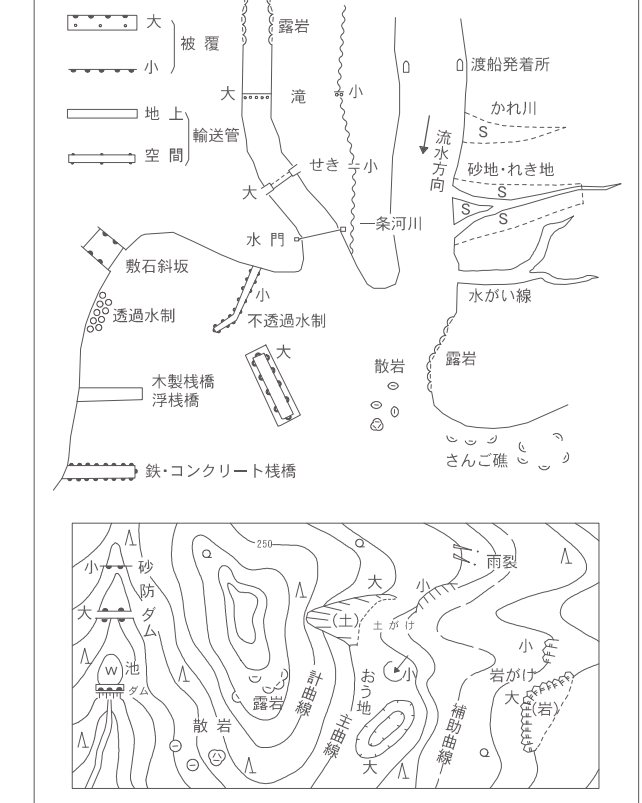 大
被覆
小
地上
輸送管
空間
露岩
大
滝
小
せき
小
大
水門
一条河川
渡船発着所
かれ川
S
流水方向
砂地・れき地
S
S
S
水がい線
敷石斜坂
透過水制
小
不透過水制
大
木製桟橋
浮桟橋
鉄・コンクリート桟橋
散岩
露岩
さんご礁
250
小
砂防ダム
大
W
池
ダム
散岩
露岩
計曲線
主曲線
大
(土)
土がけ
小
おう地
小
大
補助曲線
雨裂
小
岩がけ
大
(岩)